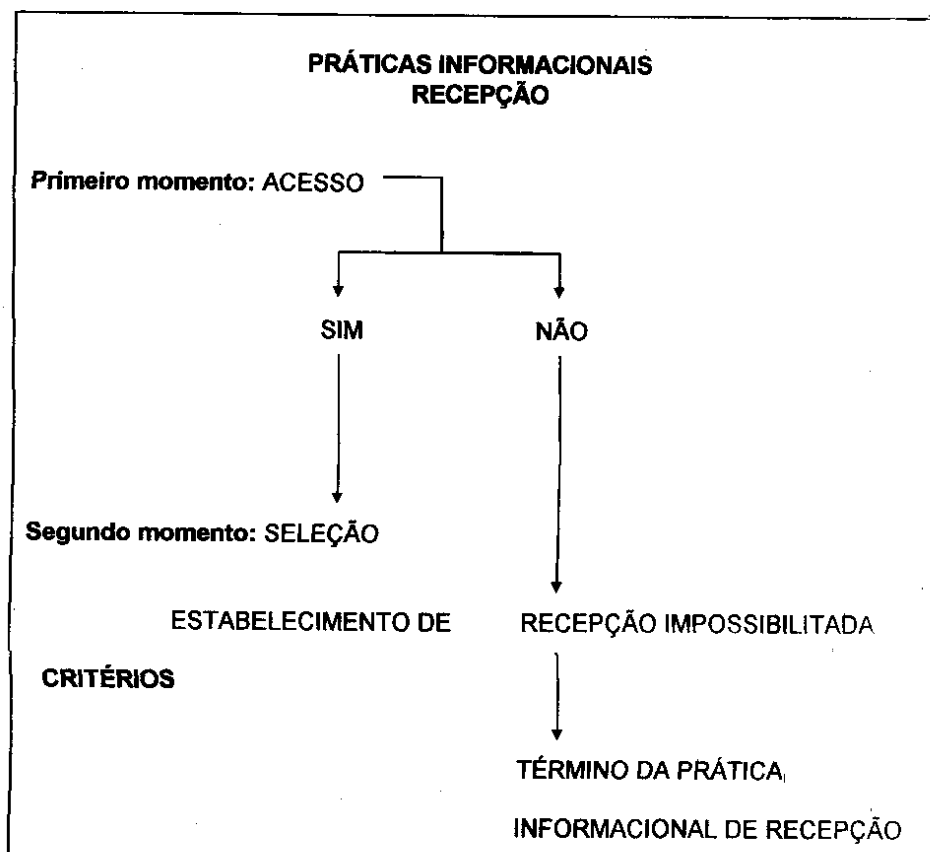 PRÁTICAS INFORMACIONAIS
RECEPÇÃO
Primeiro momento: ACESSO
SIM NÃO
Segundo momento: SELEÇÃO
ESTABELECIMENTO DE RECEPÇÃO IMPOSSIBILITADA
CRITÉRIOS
TÉRMINO DA PRÁTICA
INFORMACIONAL DE RECEPÇÃO